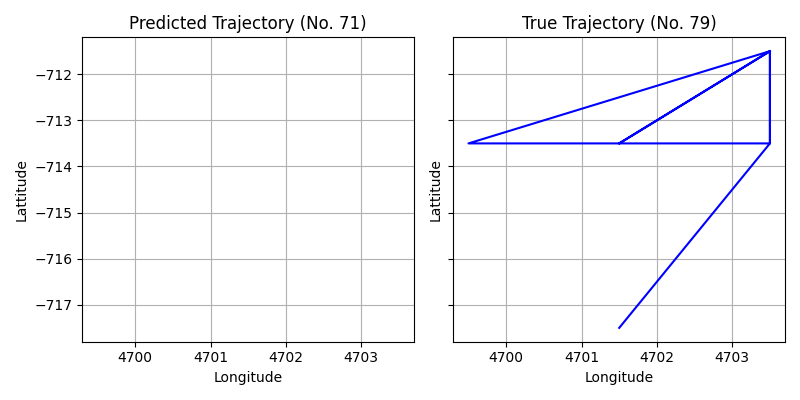 Predicted Trajectory (No. 71)
True Trajectory (No. 79)
−712
−713
−714
−715
−716
−717
Lattitude
4700 4701 4702 4703
Longitude
Lattitude
4700 4701 4702 4703
Longitude